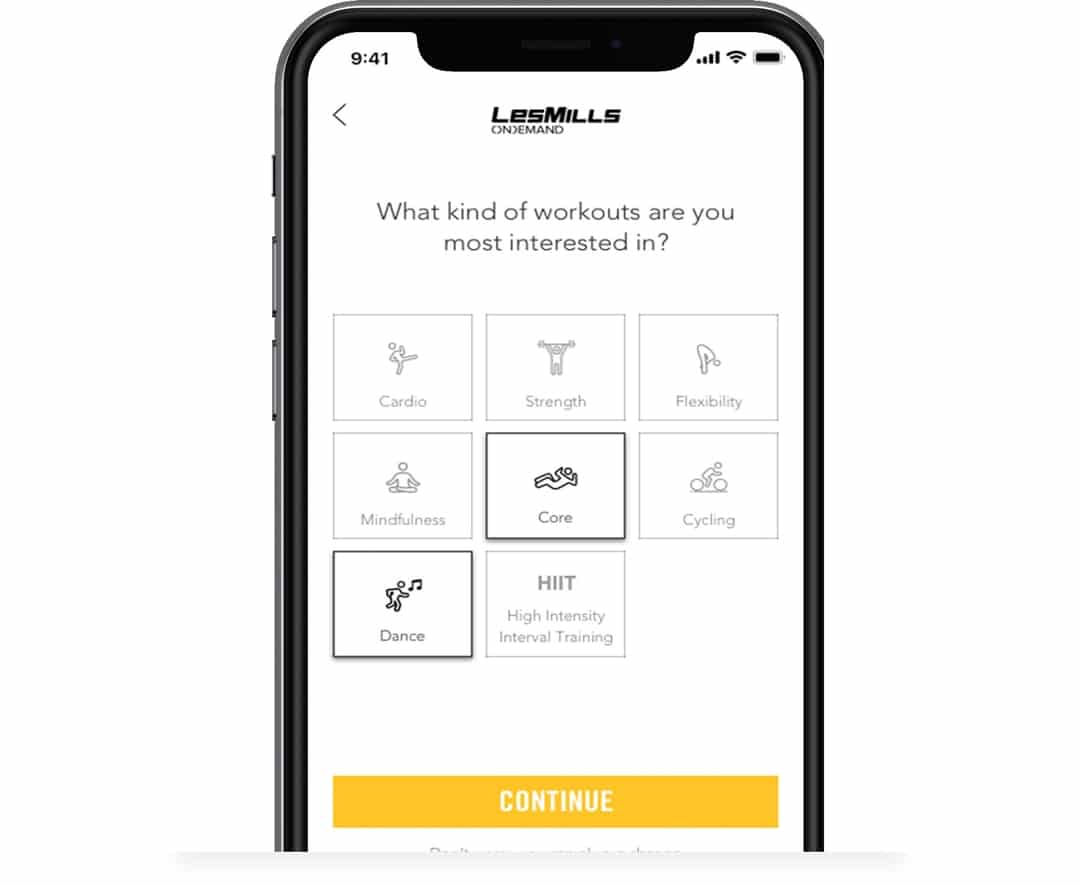 9:41
LESMILLS
ONDEMAND
What kind of workouts are you
most interested in?
Cardio
Strength
Flexibility
Mindfulness
Core
Cycling
Dance
HIIT
High Intensity
Interval Training
CONTINUE